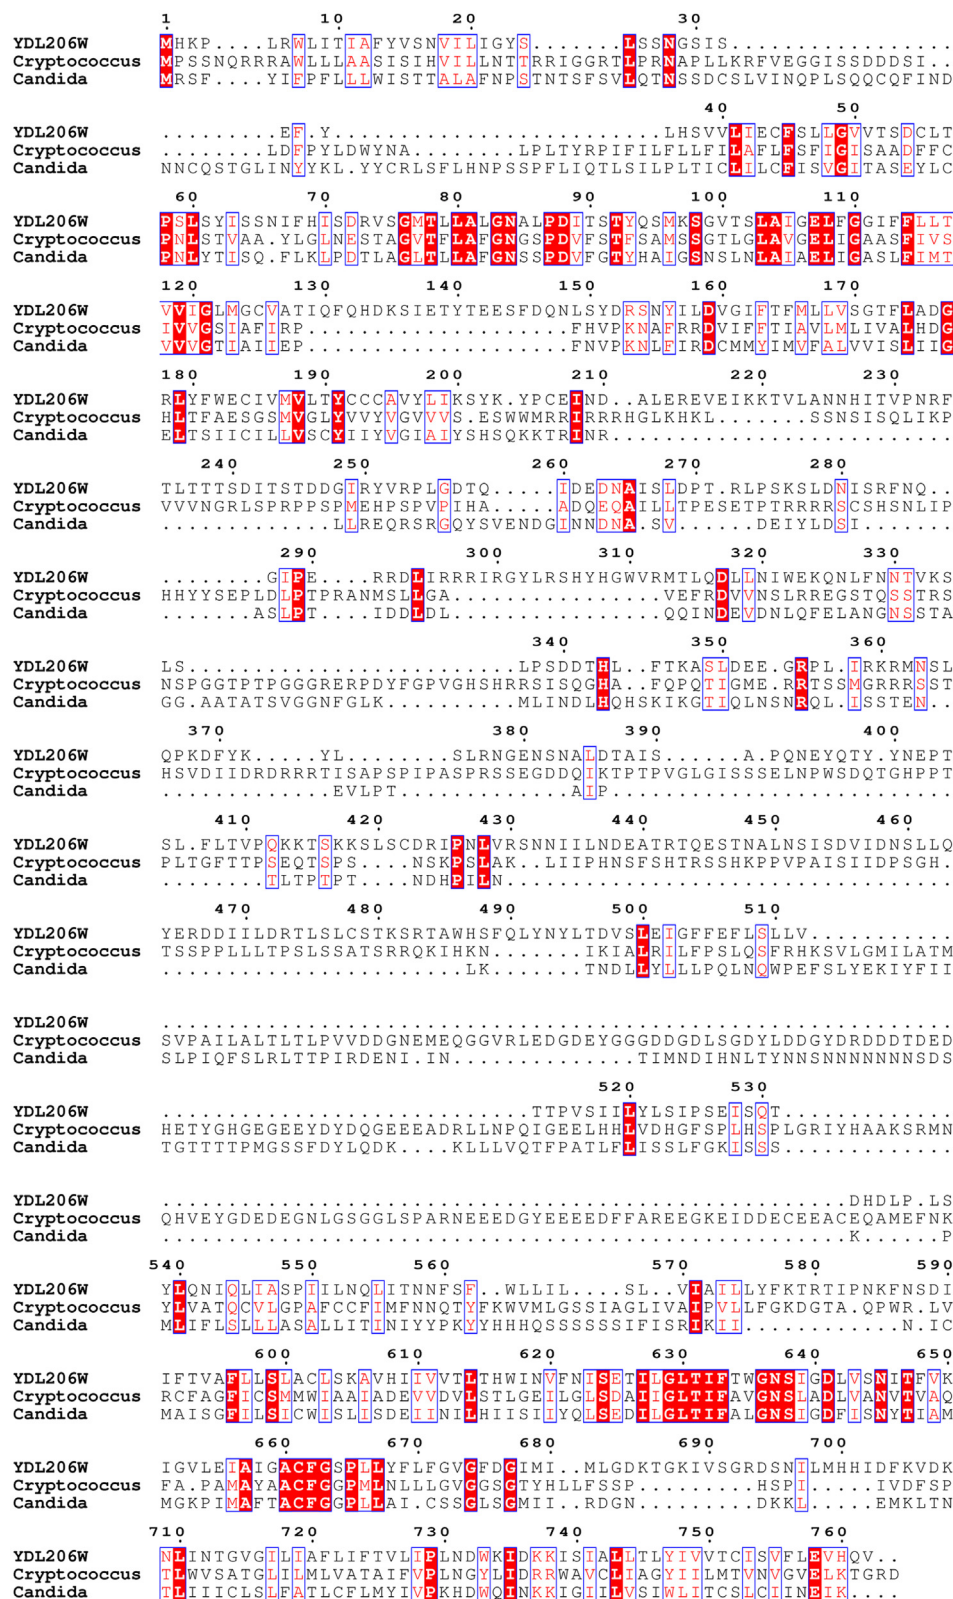 1 10 20 30
YDL206W MHKP....LRWLITIAFYVSNVILIGYS.......LSSNGSIS.................
Cryptococcus MPSSNQRRRAWLLLAASISIHVILLNTTRRIGGRTLPRNAPLLKRFVEGGISSDDDSI..
Candida MRSF....YIFPFLLLWISTTALAFNPSTNTSFSVLQTNSSDCSLVINQPLSQQCQFIND
40 50
YDL206W .........EF.Y.........................LHSVVLIECFSLLGVVTSDCLT
Cryptococcus ........LDFPYLDWYNA........LPLTYRPIFILFLLFILAFLFSFIGISAADFFC
Candida NNCQSTGLINYYKL.YYCRLSFLHNPSSPFLIQTLSILPLTICLILCFISVGITASEYLC
60 70 80 90 100 110
YDL206W PSLSYISSNIFHISDRVSGMTLLALGNALPDITSTYQSMKSGVTSLAIGELFGGIFFLLT
Cryptococcus PNLSTVAA.YLGLNESTAGVTFLAFGNGSPDVFSTFSAMSSGTLGLAVGELIGAASFIVS
Candida PNLYTISQ.FLKLPDTLAGLTLLAFGNSSPDVFGTYHAIGSNSLNLAIAELIGASLFIMT
120 130 140 150 160 170
YDL206W VVIGLMGCVATIQFQHDKSIETYTEESFDQNLSYDRSNYILDVGIFTFMLLVSGTFLADG
Cryptococcus IVVGSIAFIRP...................FHVPKNAFRRDVIFFTIAVLMLIVALHDG
Candida VVVGTIAIIEP...................FNVPKNLFIRDCMMYIMVFALVVISLIIG
180 190 200 210 220 230
YDL206W RLYFWECIVMVLTYCCCAVYLIKSYK.YPCEIND.ALEREVEIKKTVLANNHITVPNRF
Cryptococcus HLTFAESGSMVGLYVVYVGVVVS.ESWWMRRIRRRHGLKHKL....SSNSISQLIKP
Candida ELTSIICILLVSCYIIYVGIAIYSHSQKKTRINR..........................
240 250 260 270 280
YDL206W TLTTTSDITSTDDGIRYVRPLGDTQ.....IDEDNAISLDPT.RLPSKSLDNISRFNQ..
Cryptococcus VVVNGRLSPRPPSSPMEHPSPVPIHA....ADQEQAILLTPESETPTRRRRSCSHSNLIP
Candida ..............LLREQRSRGQYSVENDGINNDNA.SV......DEIYLDSI......
290 300 310 320 330
YDL206W .........GIPE....RRDLIRRRIRGYLRSHYHGWVRMTLQDLLNIWEKQNLFNNTVKS
Cryptococcus HHYYSEPLDLPTPRANMSLLGA...............VEFRDVVNSLRREGSTQSSTRS
Candida .......ASLPT....IDDLDL...............QQINDEVDNLQFELANGNSSTA
340 350 360
YDL206W LS.........................LPSDDTHL..FTKASLDEE.GRPL.IRKRMNSL
Cryptococcus NSPGGTPTPGGGRERPDYFGPVGHSHRRSISQGHA..FQPQTIGME.RRTSSMGRRRSST
Candida GG.AATATSVGGNFGLK..........MLINDLHQHSKIKGTIQLNSNRQL.ISSTEN..
370 380 390 400
YDL206W QPKDFYK......YL..........SLRNGENSNALDTAIS......A.PQNEYQTY.YNEPT
Cryptococcus HSVDIIDRDRRRTISAPSPIPASPRSSEGDDQIKTPTPVGLGISSSELNPWSDQTGHPPT
Candida .............EVLPT.............AIP..........................
410 420 430 440 450 460
YDL206W SL.FLTVPQKKTSKKSLSCDRIPNLVRSNNIILNDEATRTQESTNALNSISDVIDNSLLQ
Cryptococcus PLTGFTTPSEQTSPS....NSKPSLAK..LIIPHNSFSHTRSSHKPPVPAISIIDPSGH.
Candida ........TLTPTPT....NDHPILN..................................
470 480 490 500 510
YDL206W YERDDIILDRTLSLCSTKSRTAWHSFQLYNYLTDVSLEIGFFEFLSLLV...........
Cryptococcus TSSPPLLLTPSLSSATSRRQKIHKN.......IKIALRILFPSLQSFRHKSVLGMILATM
Candida .......................LK.......TNDLLYLLLPQLNQWPEFSLYEKIYFII
YDL206W ............................................................
Cryptococcus SVPAILALTLTLPVVDDGNEMEQGGVRLEDGDEYGGGDDGDLSGDYLDDGYDRDDDTDED
Candida SLPIQFSLRLTTPIRDENI.IN..............TIMNDIHNLTYNNSNNNNNNNSDS
520 530
YDL206W ............................TTPVSIILYLSIPSEISQT.............
Cryptococcus HETYGHGEGEEYDYDQGEEEADRLLNPQIGEELHHLVDHGFSPLHSPLGRIYHAAKSRMN
Candida TGTTTTPMGSSFDYLQDK....KLLLVQTFPATLFLISSLFGKISSS.............
YDL206W ....................................................DHDLP.LS
Cryptococcus QHVEYGDEDEGNLGSGGLSPARNEEEDGYEEEEDFFAREEGKEIDDECEEACEQAMEFNK
Candida ....................................................K......P
540 550 560 570 580 590
YDL206W YLQNIQLIASPIILNQLITNNFSF..WLLIL...SL..VIAILLYFKTRTIPNKFNSDI
Cryptococcus YLVATQCVLGPAFCCFIMFNNQTYFKWVMLGSSIAGLIVAIPVLLFGKDGTA.QPWR.LV
Candida MLIFLSLLLASALLITTINIYYPKYYHHHQSSSSSSIFISRIKII............N.IC
600 610 620 630 640 650
YDL206W IFTVAFLLSLACLSKAVHIIVVTLTHWINVFNISETILGLTIFTWGNSIGDLVSNITFVK
Cryptococcus RCFAGFICSMMWIAAIADEVVDVLSTLGEILGLSDAIIGLTIFAVGNSLADLVANVTVAQ
Candida MAISGFILSICWISLISDEIINILHIISIIYQLSEDILGLTIFALGNSIGDFISNYTIAM
660 670 680 690 700
YDL206W IGVLEIAIGACFGSPLLYFLFGVGFDGIMI..MLGDKTGKIVSGRDSNILMHHIDFKVDK
Cryptococcus FA.PAMAYAACFGGPMLNLLLGVGGSGTYHLLFSSP.........HSPI.....IVDFSP
Candida MGKPIMAFTACFGGPLLAI.CSSGLSGMII..RDGN.........DKKL.....EMKLTN
710 720 730 740 750 760
YDL206W NLINTGVGILIAFLIFTVLIPLNDWKIDKKISIALLTLYIVVTCISVFLEVHQV..
Cryptococcus TLWVSATGLILMLVATAIFVPLNGYLIDRRWAVCLIAGYIILMTVNVGVELKTGRD
Candida TLIIICLSLFATLCFLMYIVPKHDWQINKKIGIILVSIWLITCSLCIINEIK....